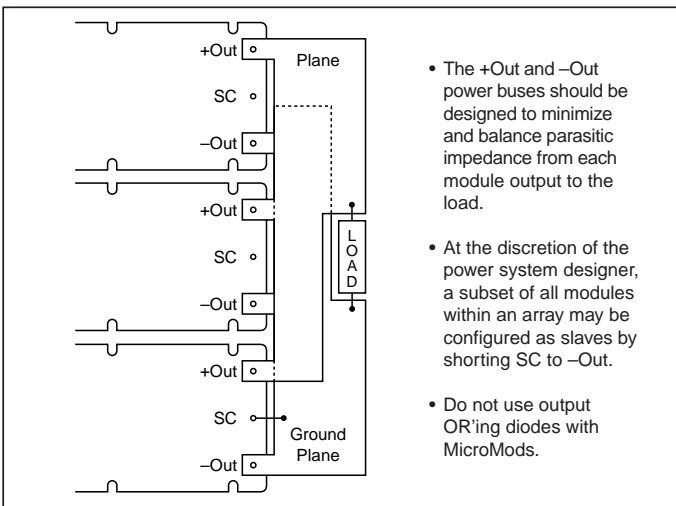 +Out
Plane
SC
–Out
+Out
SC
–Out
LOAD
+Out
SC
Ground
Plane
–Out
• The +Out and –Out
power buses should be
designed to minimize
and balance parasitic
impedance from each
module output to the
load.
• At the discretion of the
power system designer,
a subset of all modules
within an array may be
configured as slaves by
shorting SC to –Out.
• Do not use output
OR'ing diodes with
MicroMods.